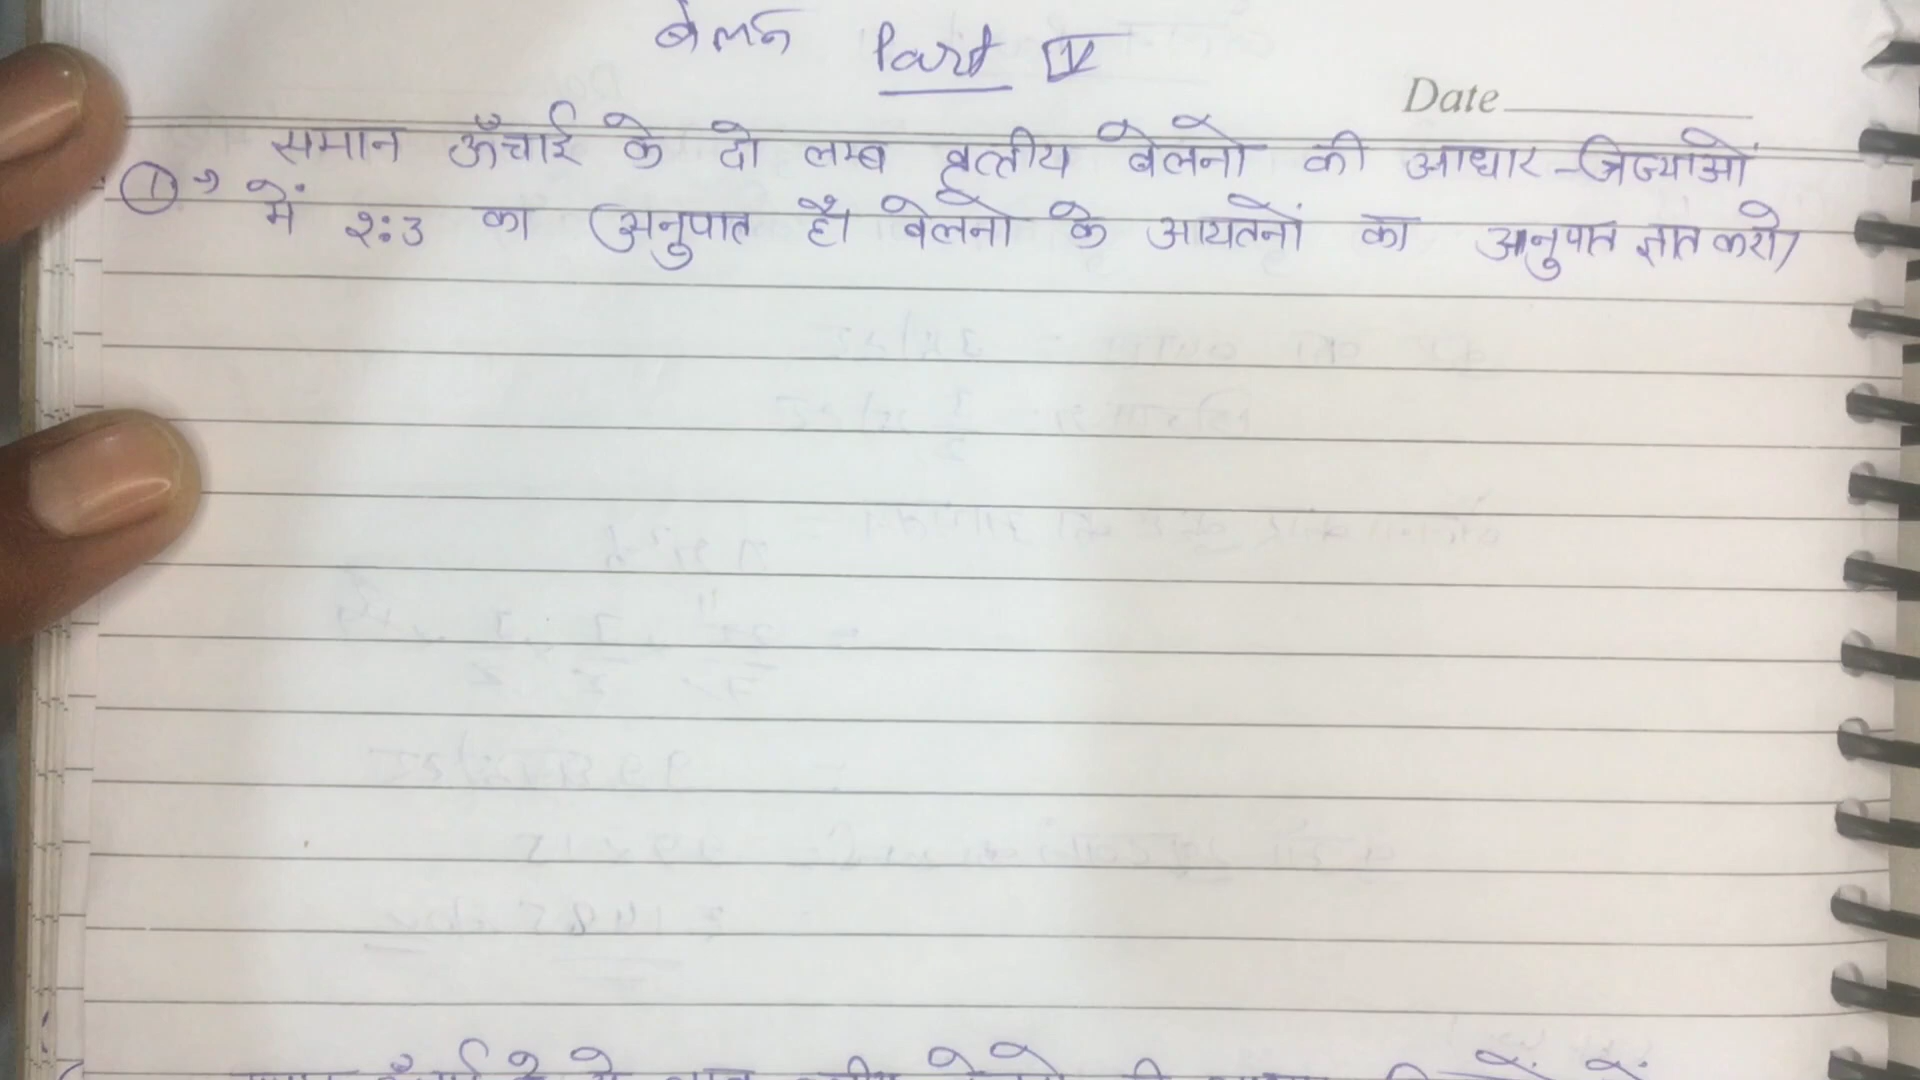 बेलन Part IV
Date
समान ऊँचाई के दो लम्ब वृत्तीय बेलनो की आधार-त्रिज्याओं
① → में 2:3 का अनुपात है। बेलनो के आयतनों का अनुपात ज्ञात करो/